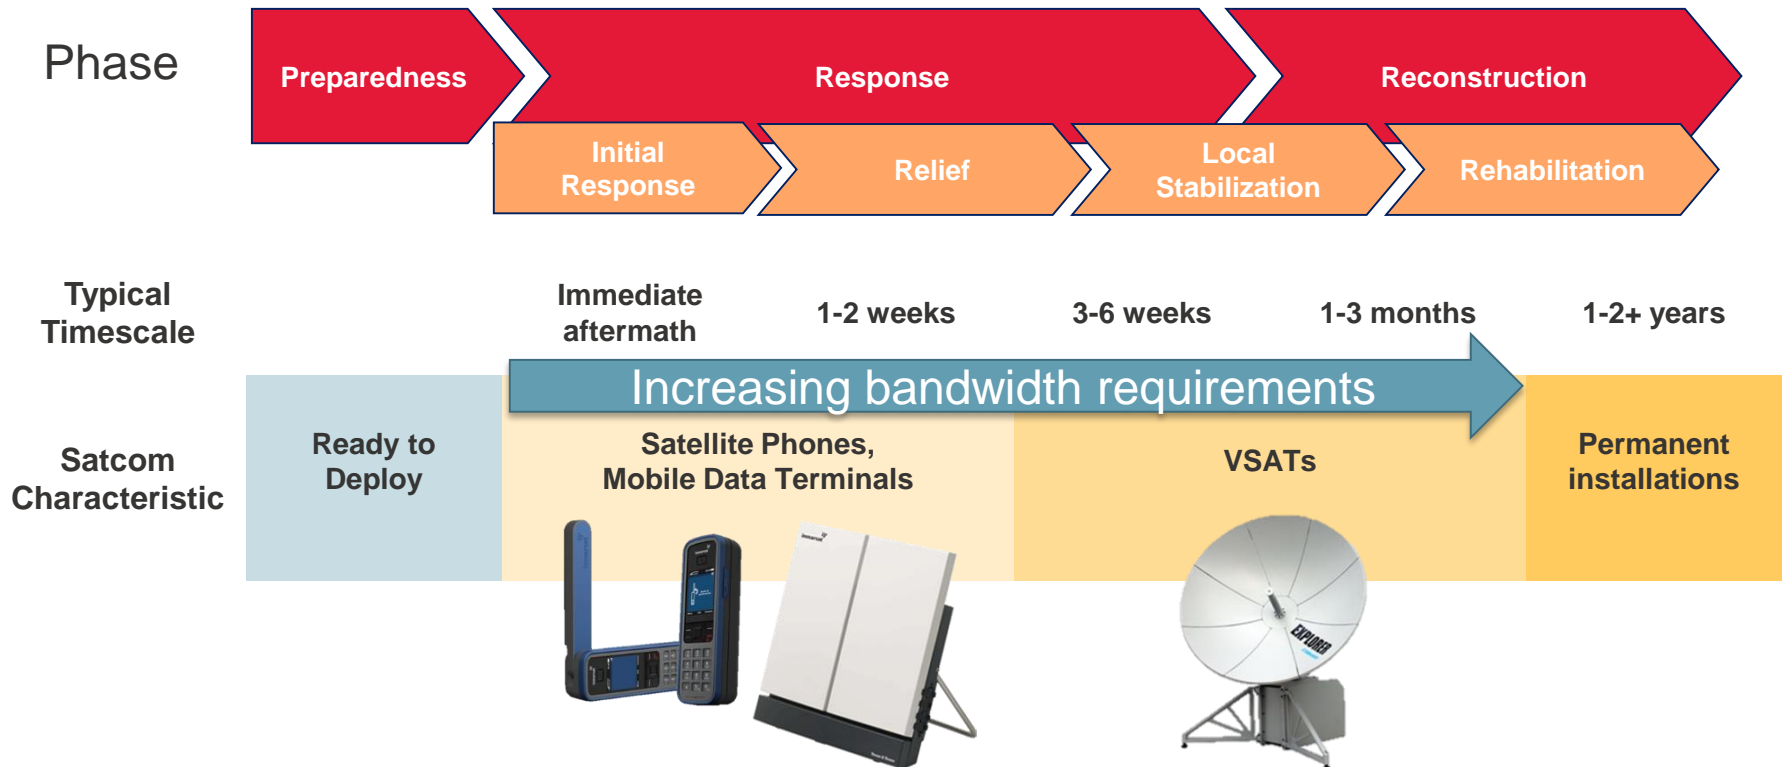 Phase
Preparedness
Response
Reconstruction
Initial
Response
Relief
Local
Stabilization
Rehabilitation
Typical
Timescale
Immediate
aftermath
1-2 weeks
3-6 weeks
1-3 months
1-2+ years
Increasing bandwidth requirements
Satcom
Characteristic
Ready to
Deploy
Satellite Phones,
Mobile Data Terminals
VSATs
Permanent
installations
inmarsat
EXPLORER